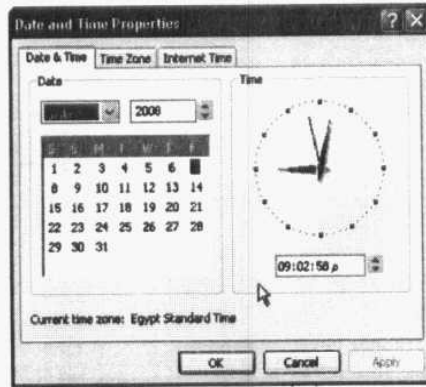 Date and Time Properties
Date & Time Time Zone Internet Time
Date
2008
S S M T W T F
1 2 3 4 5 6
8 9 10 11 12 13 14
15 16 17 18 19 20 21
22 23 24 25 26 27 28
29 30 31
Time
09:02:58 م
Current time zone: Egypt Standard Time
OK Cancel Apply